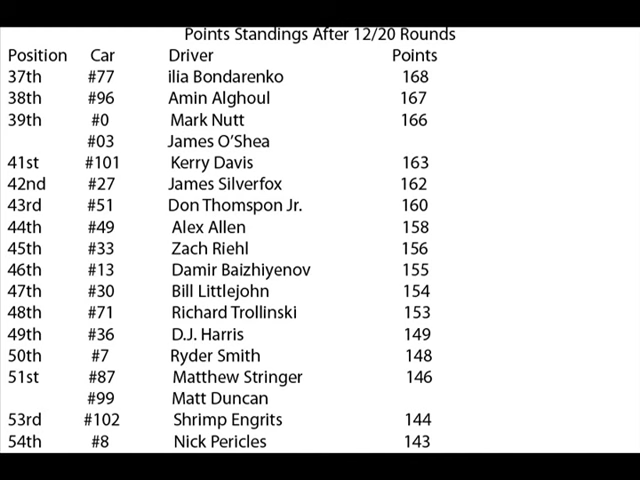 Points Standings After 12/20 Rounds
Position Car Driver Points
37th #77 ilia Bondarenko 168
38th #96 Amin Alghoul 167
39th #0 Mark Nutt 166
#03 James O'Shea
41st #101 Kerry Davis 163
42nd #27 James Silverfox 162
43rd #51 Don Thomspon Jr. 160
44th #49 Alex Allen 158
45th #33 Zach Riehl 156
46th #13 Damir Baizhiyenov 155
47th #30 Bill Littlejohn 154
48th #71 Richard Trollinski 153
49th #36 D.J. Harris 149
50th #7 Ryder Smith 148
51st #87 Matthew Stringer 146
#99 Matt Duncan
53rd #102 Shrimp Engrits 144
54th #8 Nick Pericles 143